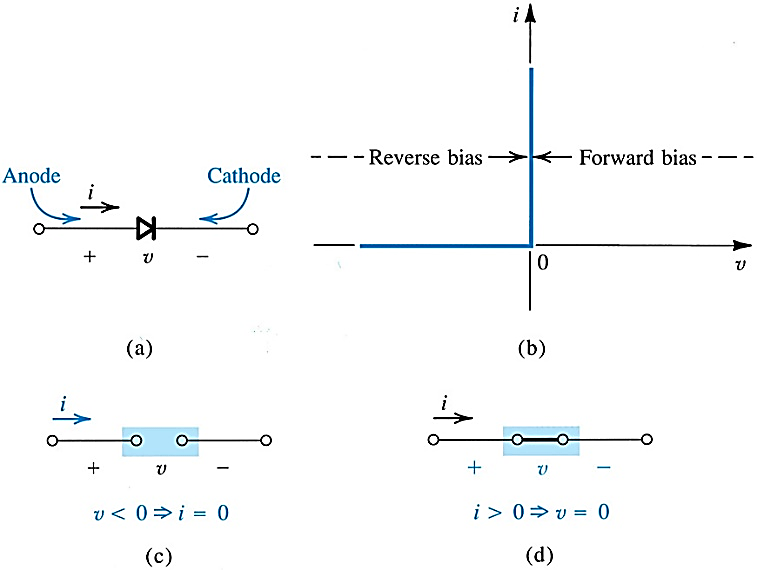 Anode
i
Cathode
+ v −
(a)
i
Reverse bias
Forward bias
0
v
(b)
i
+ v −
v < 0 ⇒ i = 0
(c)
i
+ v −
i > 0 ⇒ v = 0
(d)